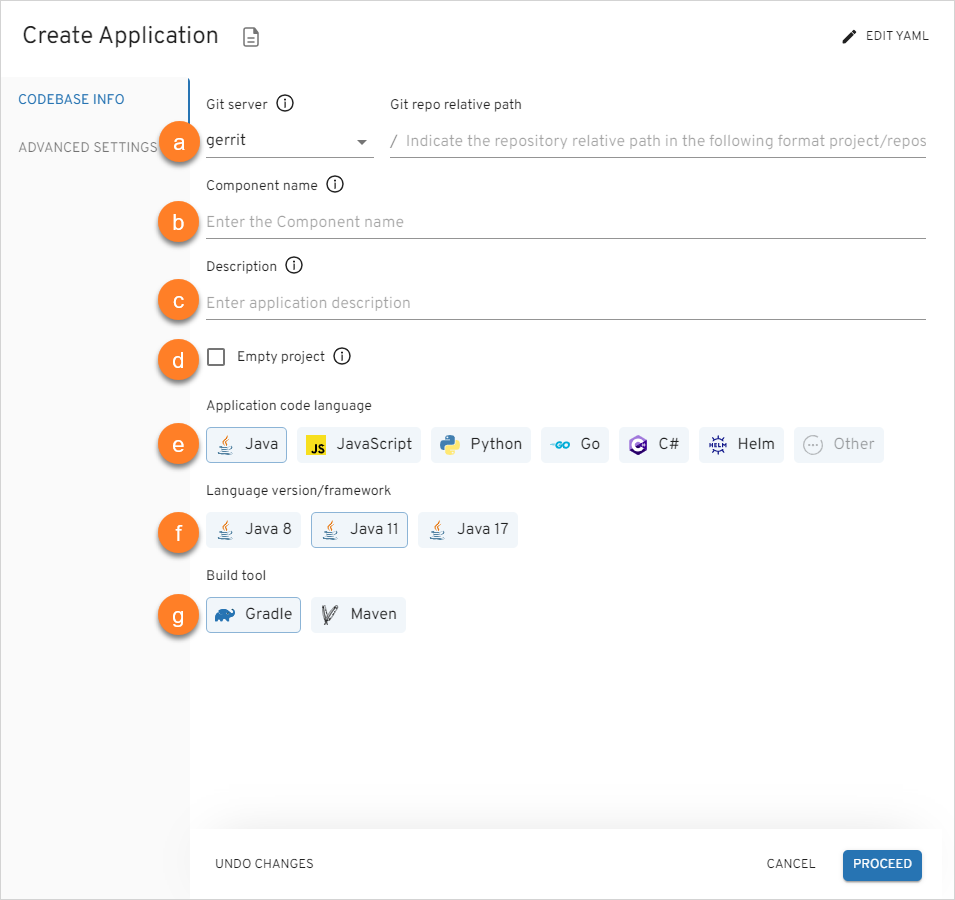 Create Application
EDIT YAML
CODEBASE INFO
ADVANCED SETTINGS
Git server
Git repo relative path
a
gerrit
/ Indicate the repository relative path in the following format project/repos
Component name
b
Enter the Component name
Description
c
Enter application description
d
Empty project
Application code language
e
Java
JS
JavaScript
Python
GO
Go
C#
HELM
Helm
Other
Language version/framework
f
Java 8
Java 11
Java 17
Build tool
g
Gradle
Maven
UNDO CHANGES
CANCEL
PROCEED